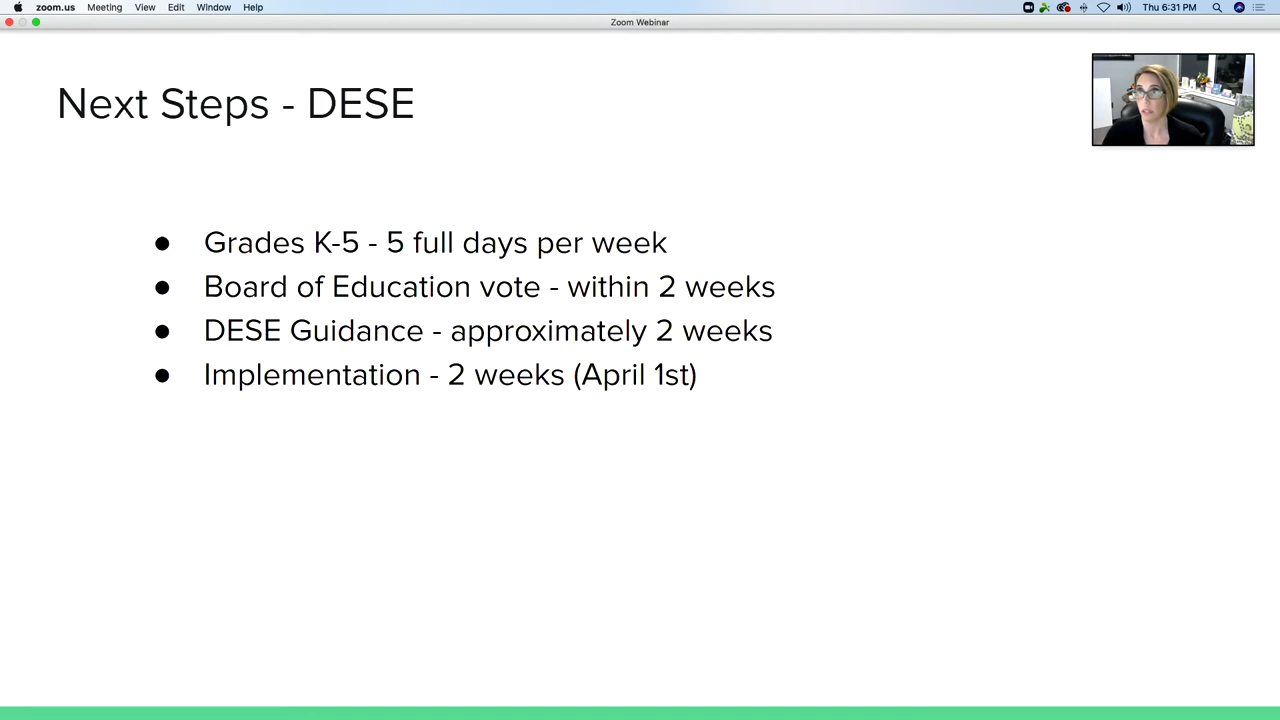 zoom.us Meeting View Edit Window Help Thu 6:31 PM
Zoom Webinar
Next Steps - DESE
● Grades K-5 - 5 full days per week
● Board of Education vote - within 2 weeks
● DESE Guidance - approximately 2 weeks
● Implementation - 2 weeks (April 1st)